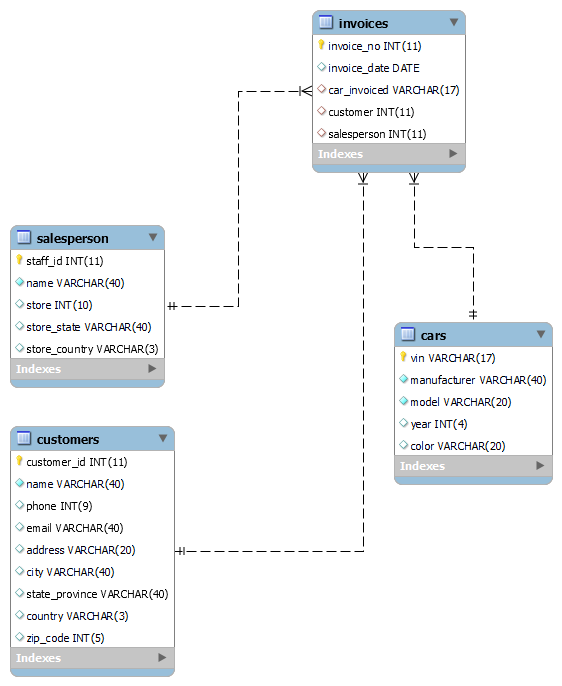 invoices
invoice_no INT(11)
invoice_date DATE
car_invoiced VARCHAR(17)
customer INT(11)
salesperson INT(11)
Indexes
salesperson
staff_id INT(11)
name VARCHAR(40)
store INT(10)
store_state VARCHAR(40)
store_country VARCHAR(3)
Indexes
cars
vin VARCHAR(17)
manufacturer VARCHAR(40)
model VARCHAR(20)
year INT(4)
color VARCHAR(20)
Indexes
customers
customer_id INT(11)
name VARCHAR(40)
phone INT(9)
email VARCHAR(40)
address VARCHAR(20)
city VARCHAR(40)
state_province VARCHAR(40)
country VARCHAR(3)
zip_code INT(5)
Indexes